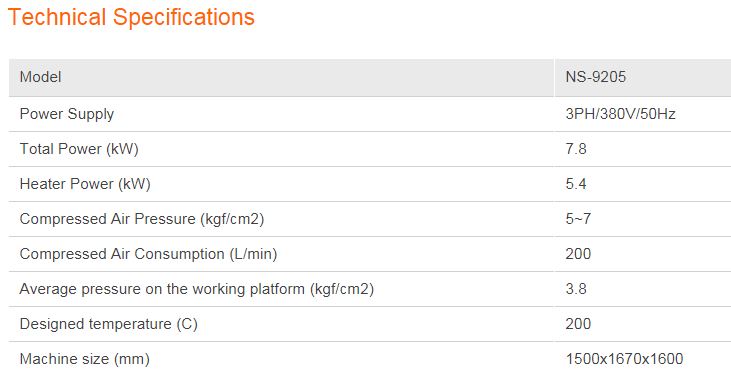 Technical Specifications
Model NS-9205
Power Supply 3PH/380V/50Hz
Total Power (kW) 7.8
Heater Power (kW) 5.4
Compressed Air Pressure (kgf/cm2) 5~7
Compressed Air Consumption (L/min) 200
Average pressure on the working platform (kgf/cm2) 3.8
Designed temperature (C) 200
Machine size (mm) 1500x1670x1600